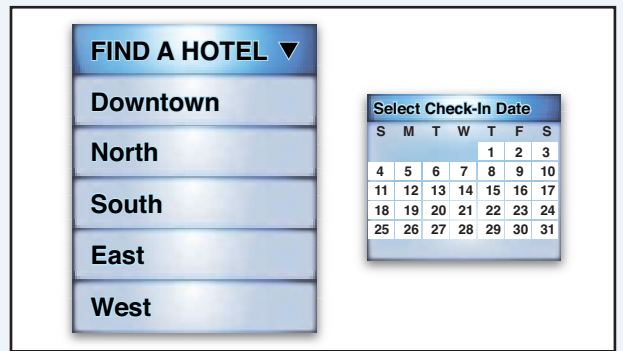 FIND A HOTEL ▼
Downtown
North
South
East
West
Select Check-In Date
S M T W T F S
1 2 3
4 5 6 7 8 9 10
11 12 13 14 15 16 17
18 19 20 21 22 23 24
25 26 27 28 29 30 31